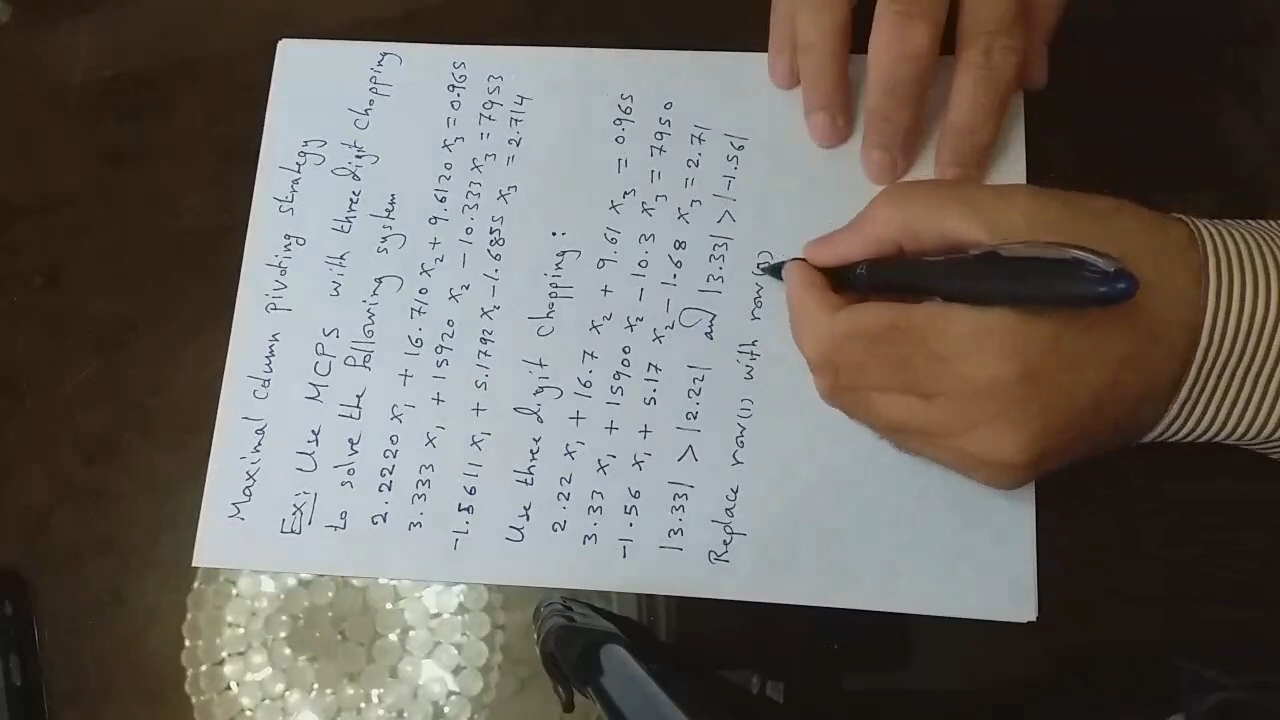 Maximal column pivoting strategy
Ex: Use MCPS with three digit chopping
to solve the following system
2.2220 x1 + 16.710 x2 + 9.6120 x3 = 0.965
3.333 x1 + 15920 x2 - 10.333 x3 = 7953
-1.5611 x1 + 5.1792 x2 - 1.6855 x3 = 2.714
Use three digit chopping:
2.22 x1 + 16.7 x2 + 9.61 x3 = 0.965
3.33 x1 + 15900 x2 - 10.3 x3 = 7950
-1.56 x1 + 5.17 x2 - 1.68 x3 = 2.71
|3.33| > |2.22| and |3.33| > |-1.56|
Replace row(1) with row(2)